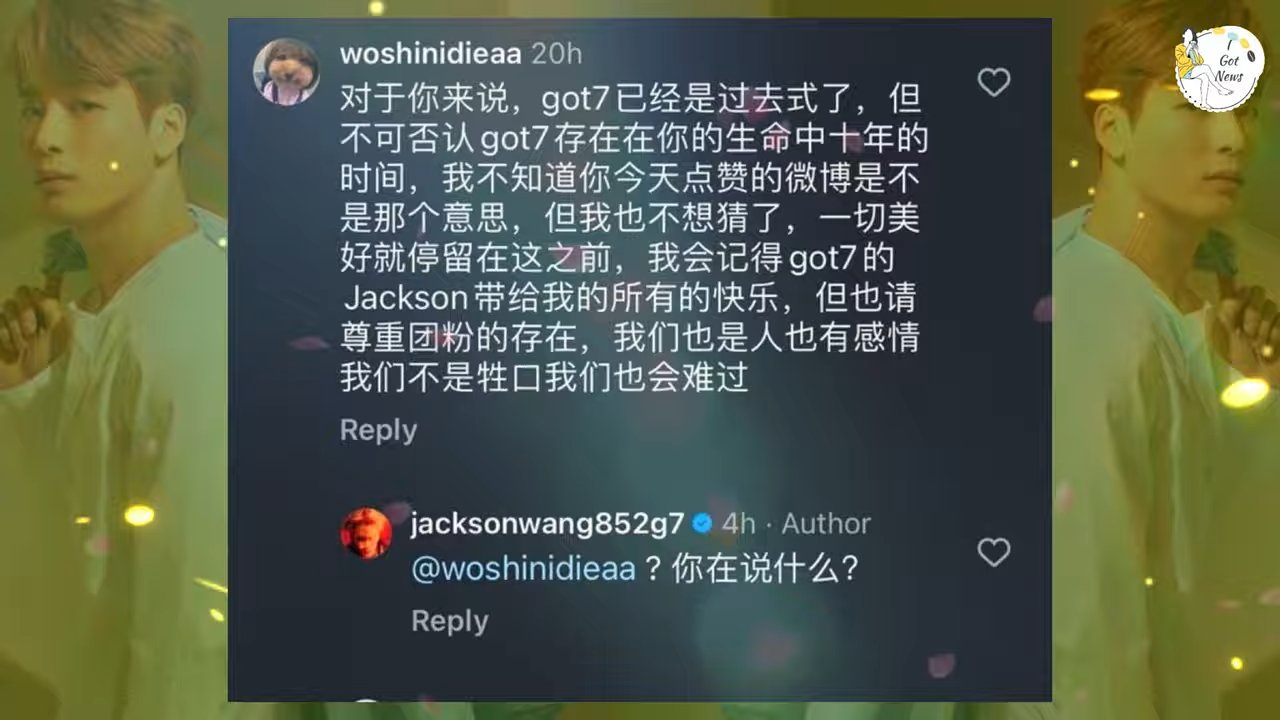 woshinidieaa 20h
对于你来说，got7已经是过去式了，但
不可否认got7存在在你的生命中十年的
时间，我不知道你今天点赞的微博是不
是那个意思，但我也不想猜了，一切美
好就停留在这之前，我会记得got7的
Jackson带给我的所有的快乐，但也请
尊重团粉的存在，我们也是人也有感情
我们不是牲口我们也会难过
Reply
jacksonwang852g7 4h · Author
@woshinidieaa ? 你在说什么?
Reply
I
Got
News